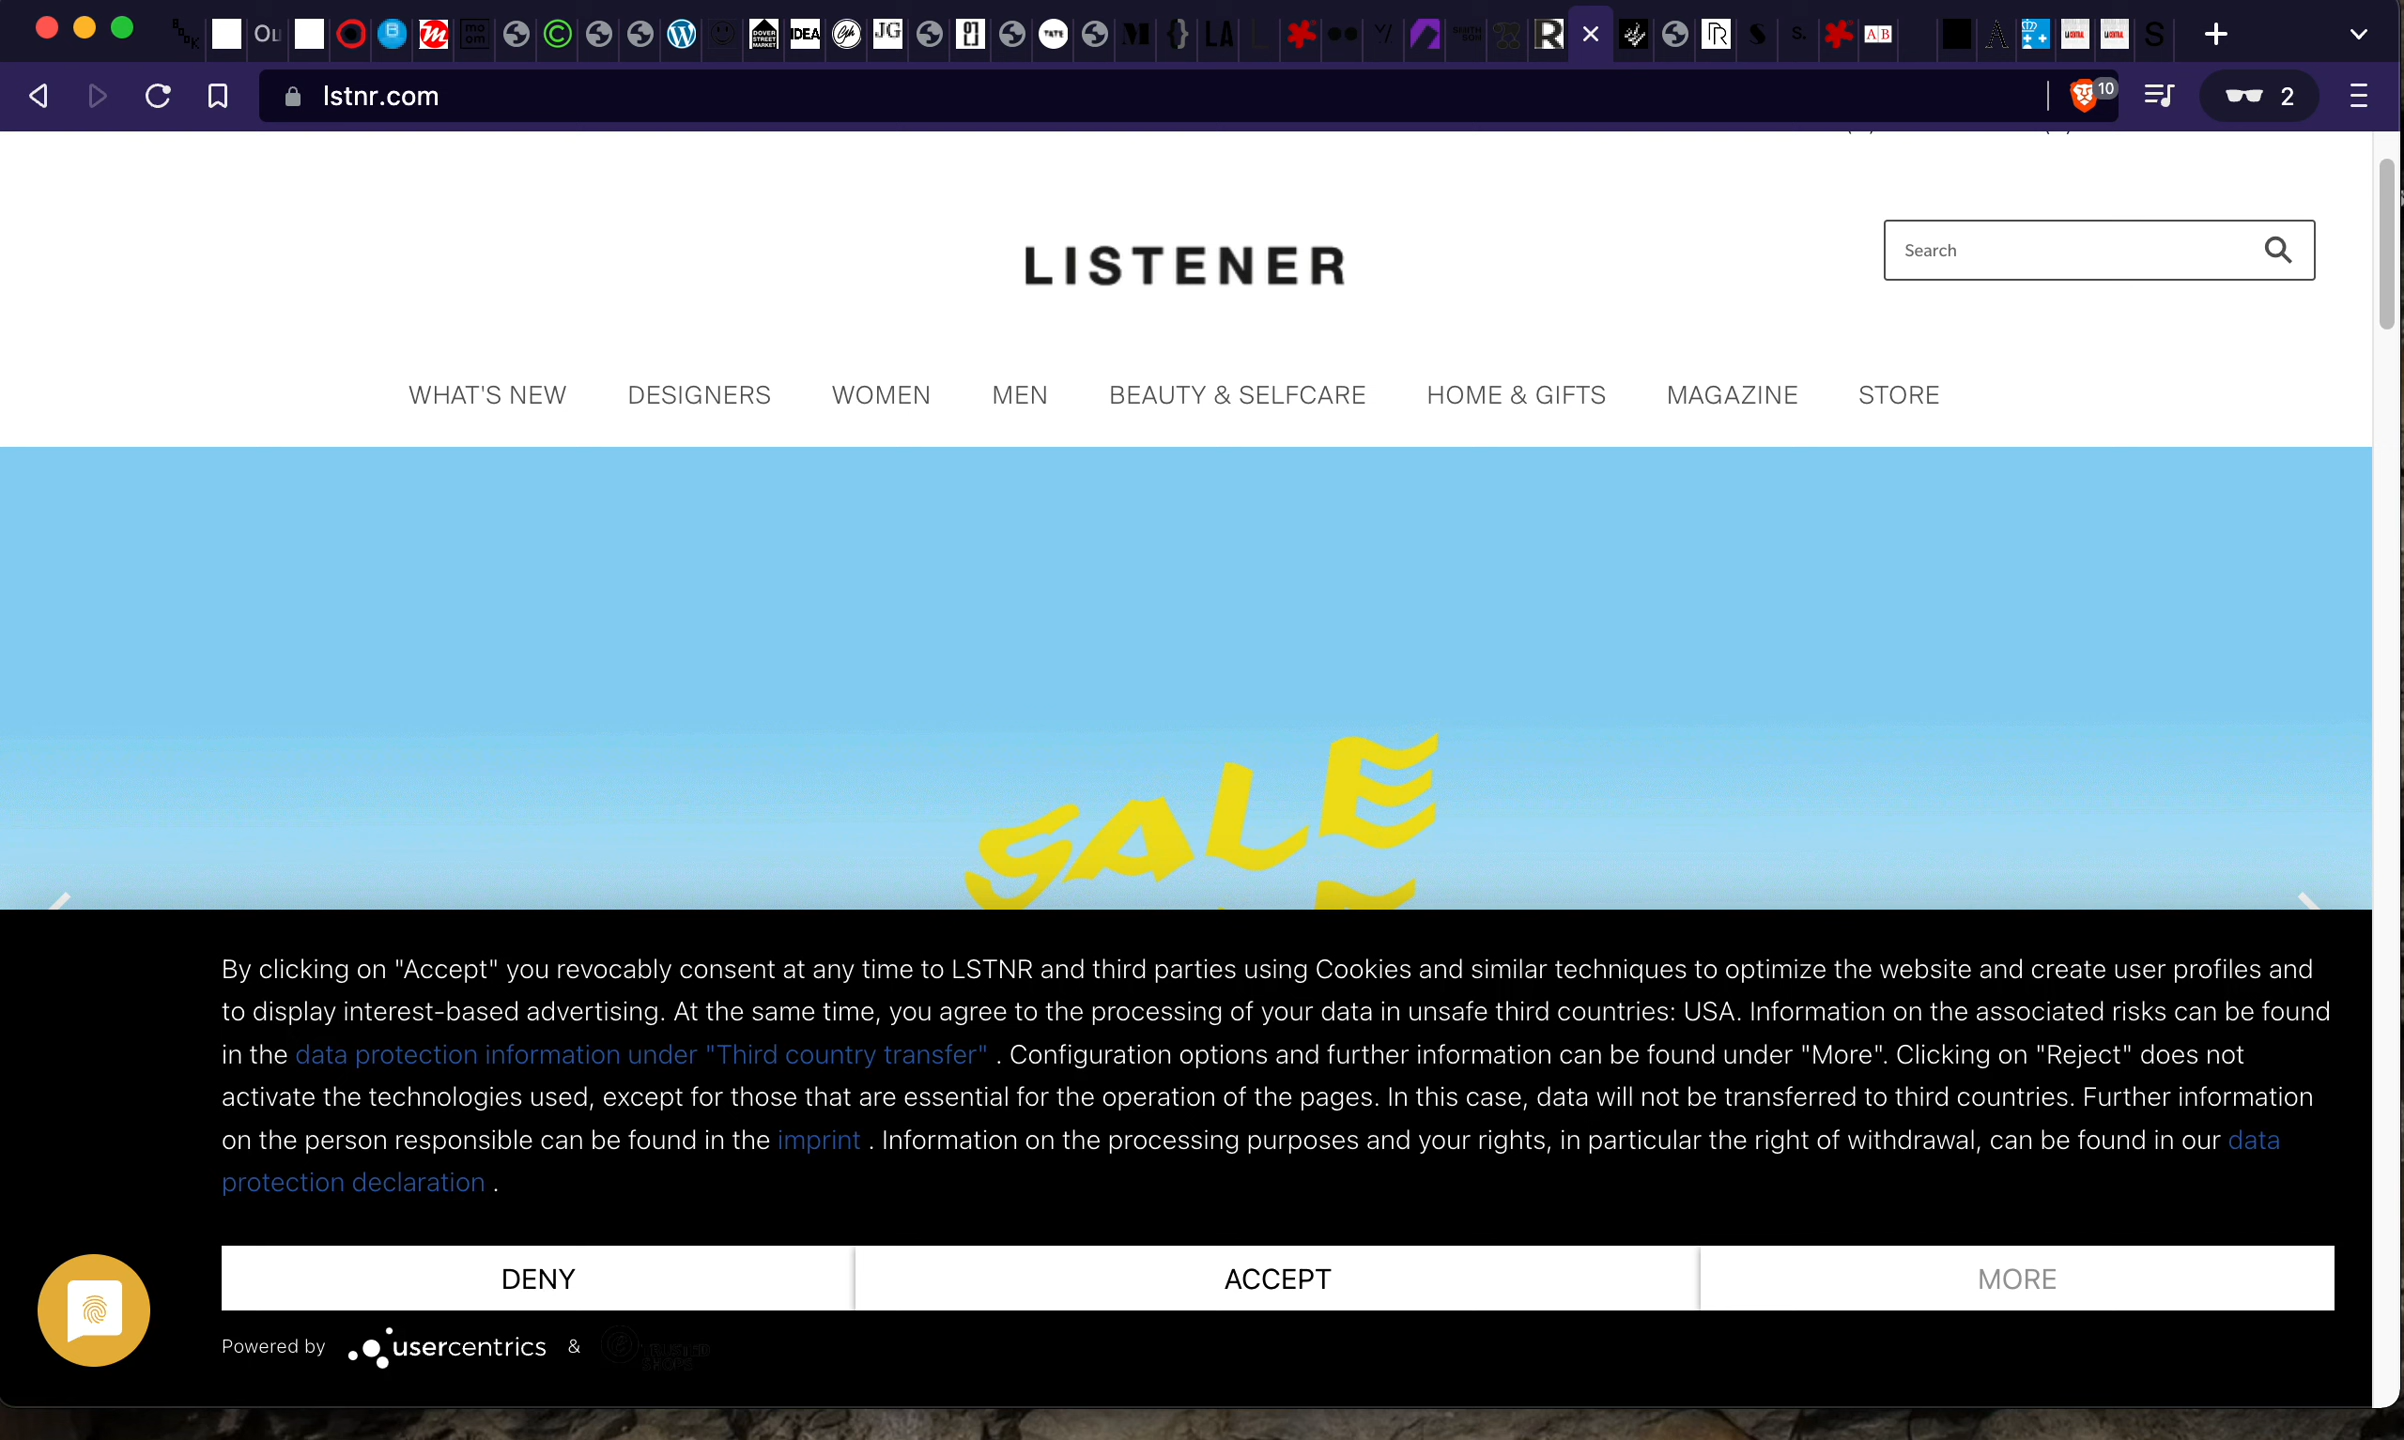 lstnr.com
10
2
LISTENER
Search
WHAT'S NEW DESIGNERS WOMEN MEN BEAUTY & SELFCARE HOME & GIFTS MAGAZINE STORE
SALE
By clicking on "Accept" you revocably consent at any time to LSTNR and third parties using Cookies and similar techniques to optimize the website and create user profiles and
to display interest-based advertising. At the same time, you agree to the processing of your data in unsafe third countries: USA. Information on the associated risks can be found
in the data protection information under "Third country transfer" . Configuration options and further information can be found under "More". Clicking on "Reject" does not
activate the technologies used, except for those that are essential for the operation of the pages. In this case, data will not be transferred to third countries. Further information
on the person responsible can be found in the imprint . Information on the processing purposes and your rights, in particular the right of withdrawal, can be found in our data
protection declaration .
DENY ACCEPT MORE
Powered by usercentrics &